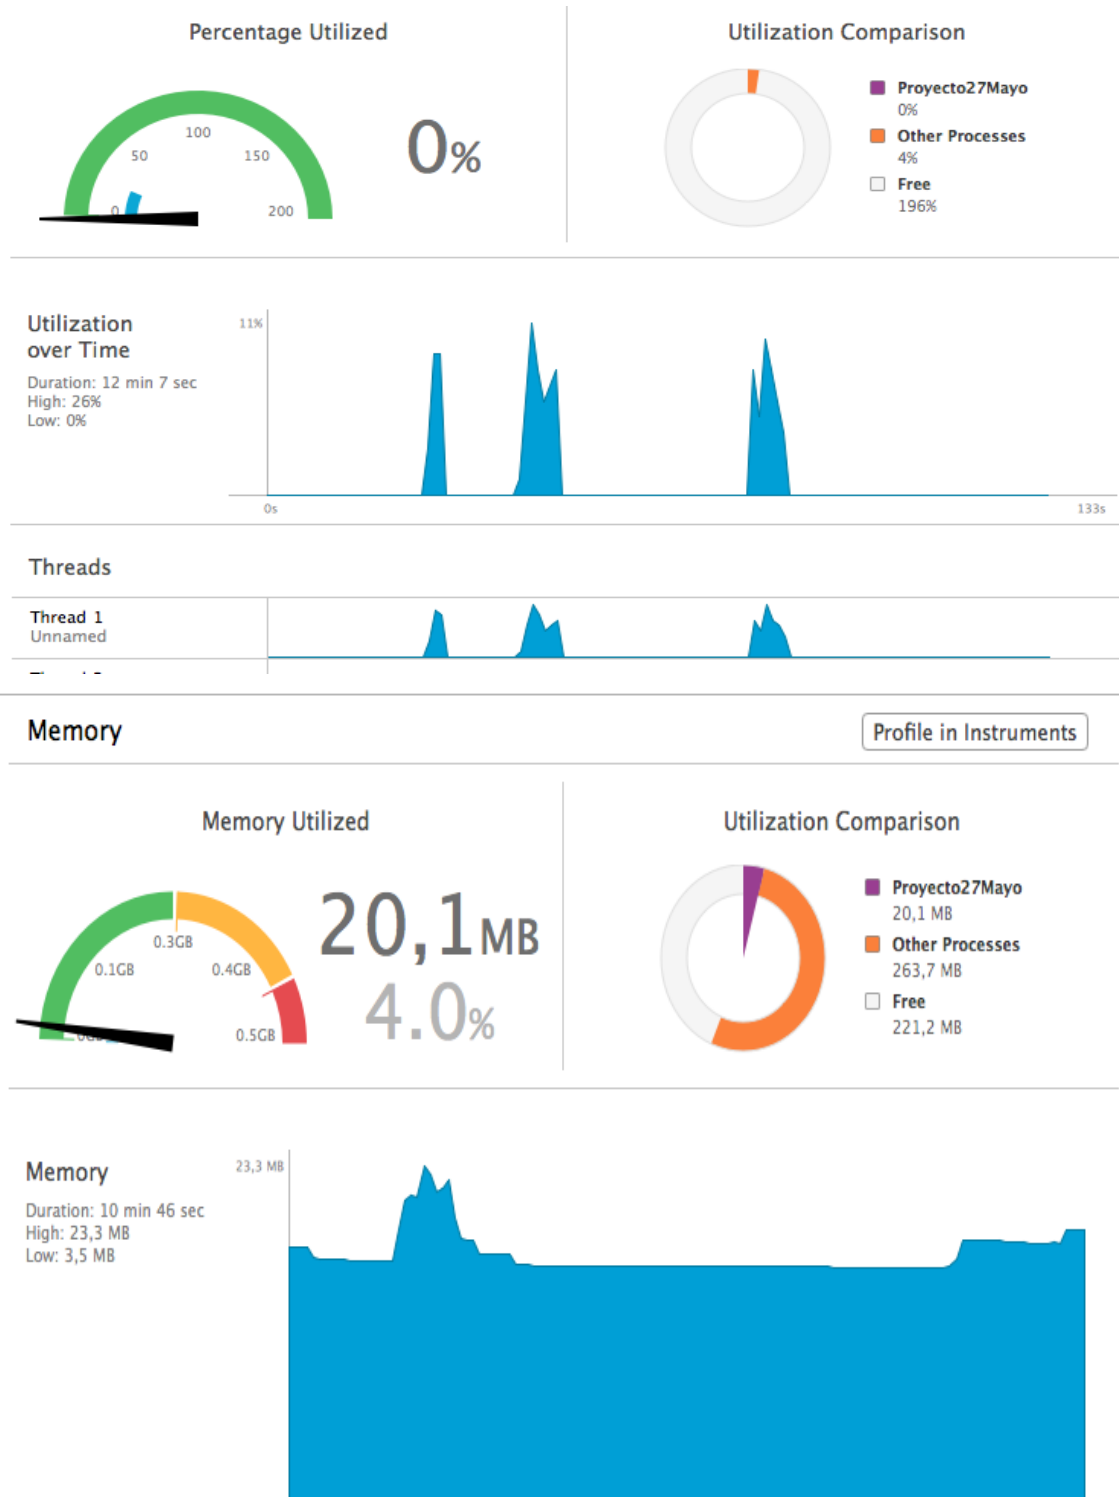 Percentage Utilized
Utilization Comparison
0%
0
50
100
150
200
Proyecto27Mayo
0%
Other Processes
4%
Free
196%
Utilization
over Time
Duration: 12 min 7 sec
High: 26%
Low: 0%
11%
0s
133s
Threads
Thread 1
Unnamed
Memory
Profile in Instruments
Memory Utilized
Utilization Comparison
20,1MB
4.0%
0.1GB
0.3GB
0.4GB
0.5GB
Proyecto27Mayo
20,1 MB
Other Processes
263,7 MB
Free
221,2 MB
Memory
Duration: 10 min 46 sec
High: 23,3 MB
Low: 3,5 MB
23,3 MB